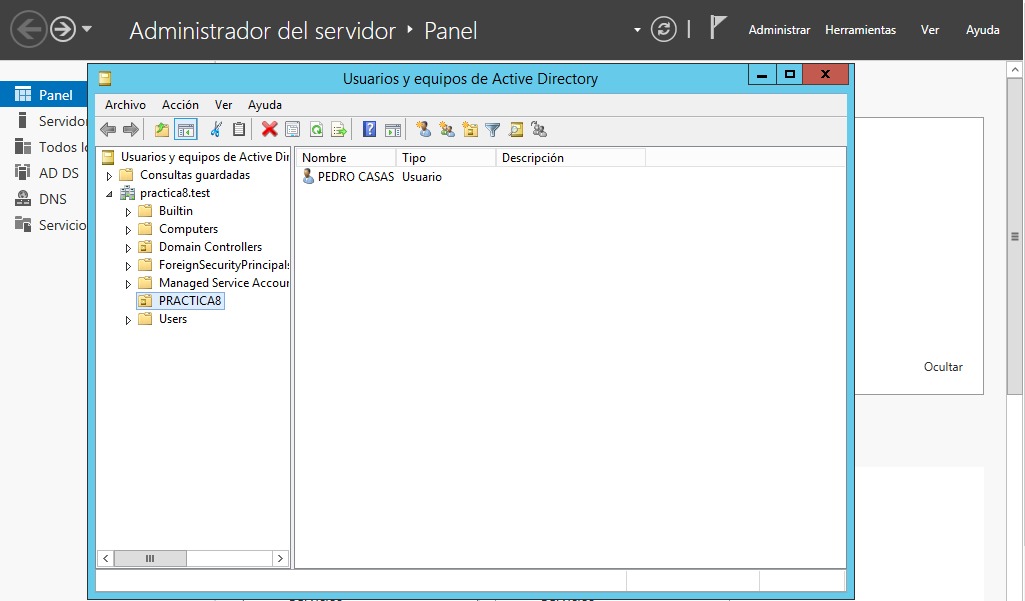 Administrador del servidor ‣ Panel
Administrar Herramientas Ver Ayuda
Panel
Servido
Todos l
AD DS
DNS
Servicio
Usuarios y equipos de Active Directory
Archivo Acción Ver Ayuda
Usuarios y equipos de Active Dir
Consultas guardadas
practica8.test
Builtin
Computers
Domain Controllers
ForeignSecurityPrincipals
Managed Service Accour
PRACTICA8
Users
Nombre Tipo Descripción
PEDRO CASAS Usuario
Ocultar